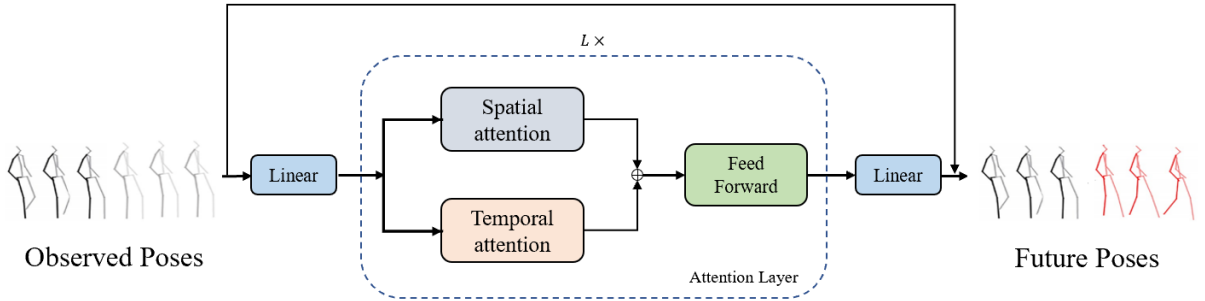 L ×
Spatial
attention
Linear
Feed
Forward
Linear
Temporal
attention
Observed Poses
Future Poses
Attention Layer